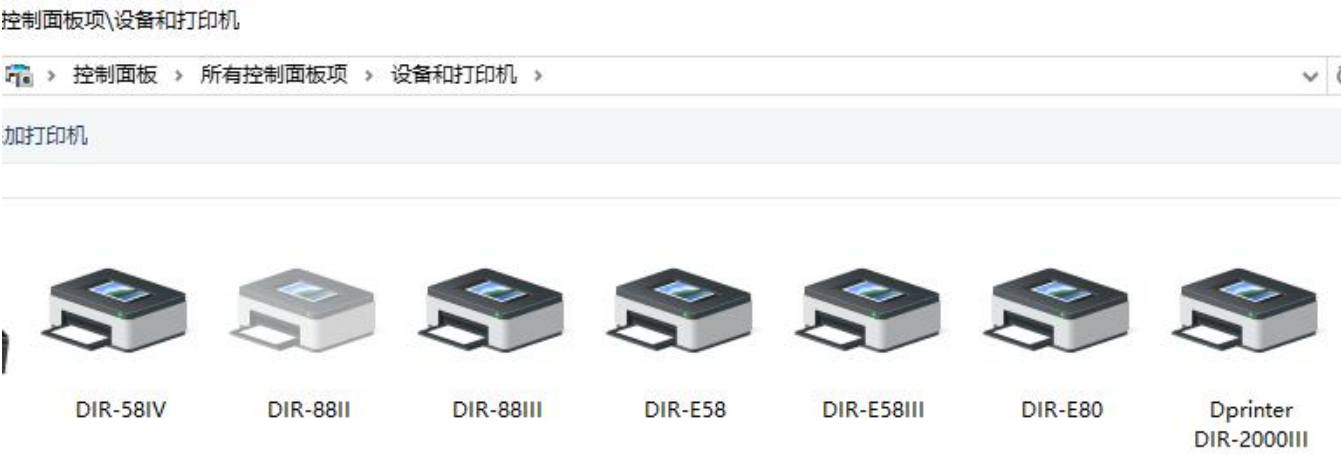 控制面板项\设备和打印机
控制面板 › 所有控制面板项 › 设备和打印机 ›
加打印机
DIR-58IV
DIR-88II
DIR-88III
DIR-E58
DIR-E58III
DIR-E80
Dprinter
DIR-2000III